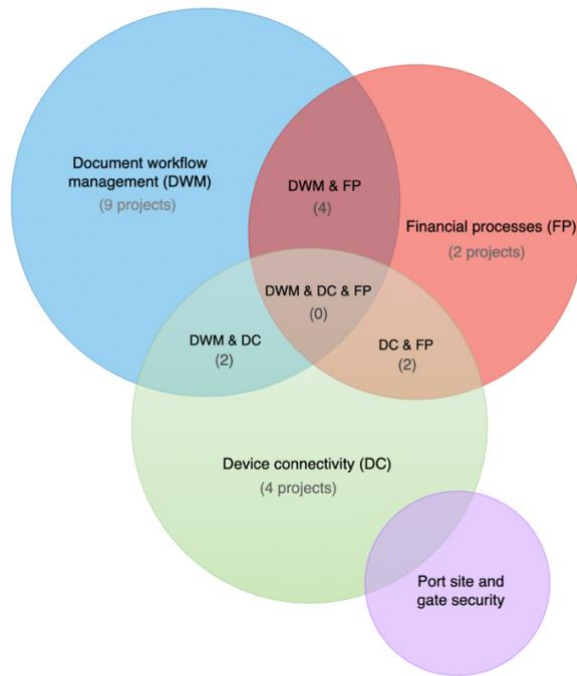 Document workflow
management (DWM)
(9 projects)
DWM & FP
(4)
Financial processes (FP)
(2 projects)
DWM & DC & FP
(0)
DWM & DC
(2)
DC & FP
(2)
Device connectivity (DC)
(4 projects)
Port site and
gate security